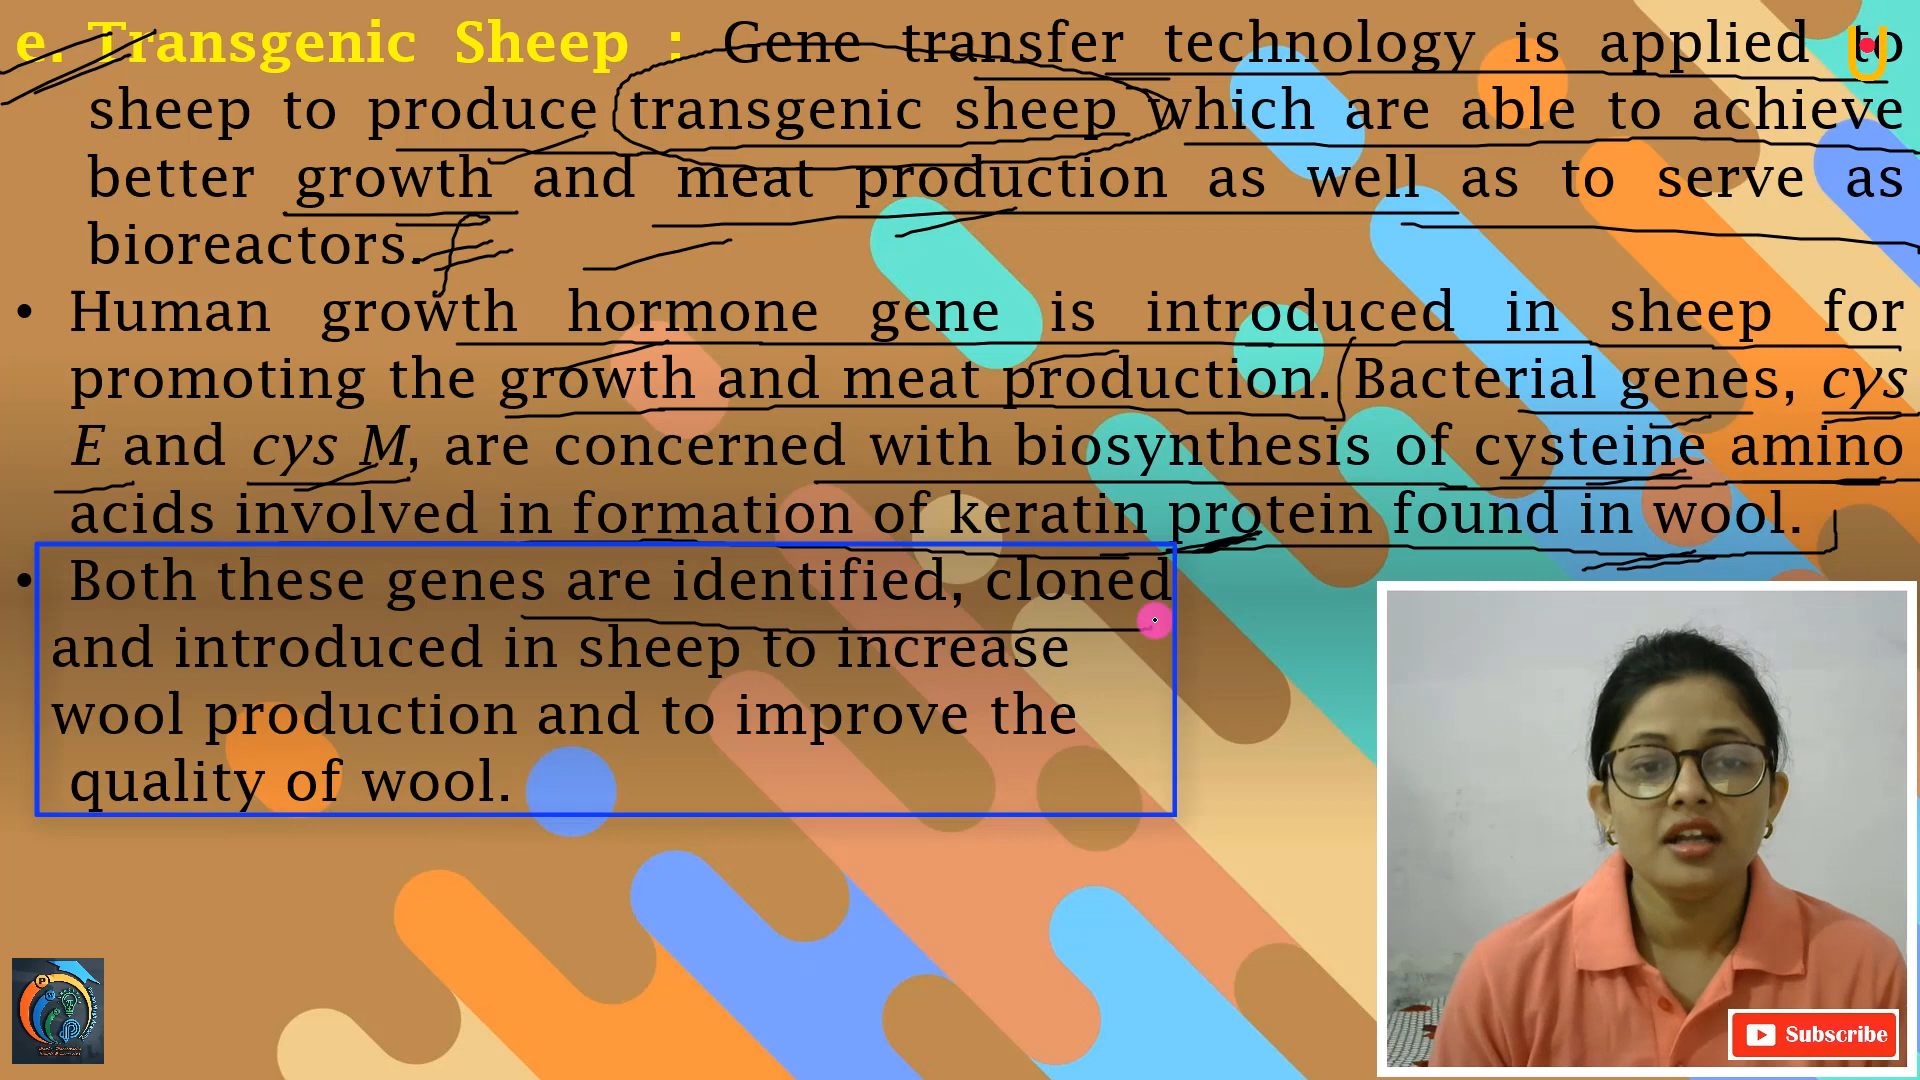 e. Transgenic Sheep : Gene transfer technology is applied to
sheep to produce transgenic sheep which are able to achieve
better growth and meat production as well as to serve as
bioreactors.
• Human growth hormone gene is introduced in sheep for
promoting the growth and meat production. Bacterial genes, cys
E and cys M, are concerned with biosynthesis of cysteine amino
acids involved in formation of keratin protein found in wool.
• Both these genes are identified, cloned
and introduced in sheep to increase
wool production and to improve the
quality of wool.
Subscribe